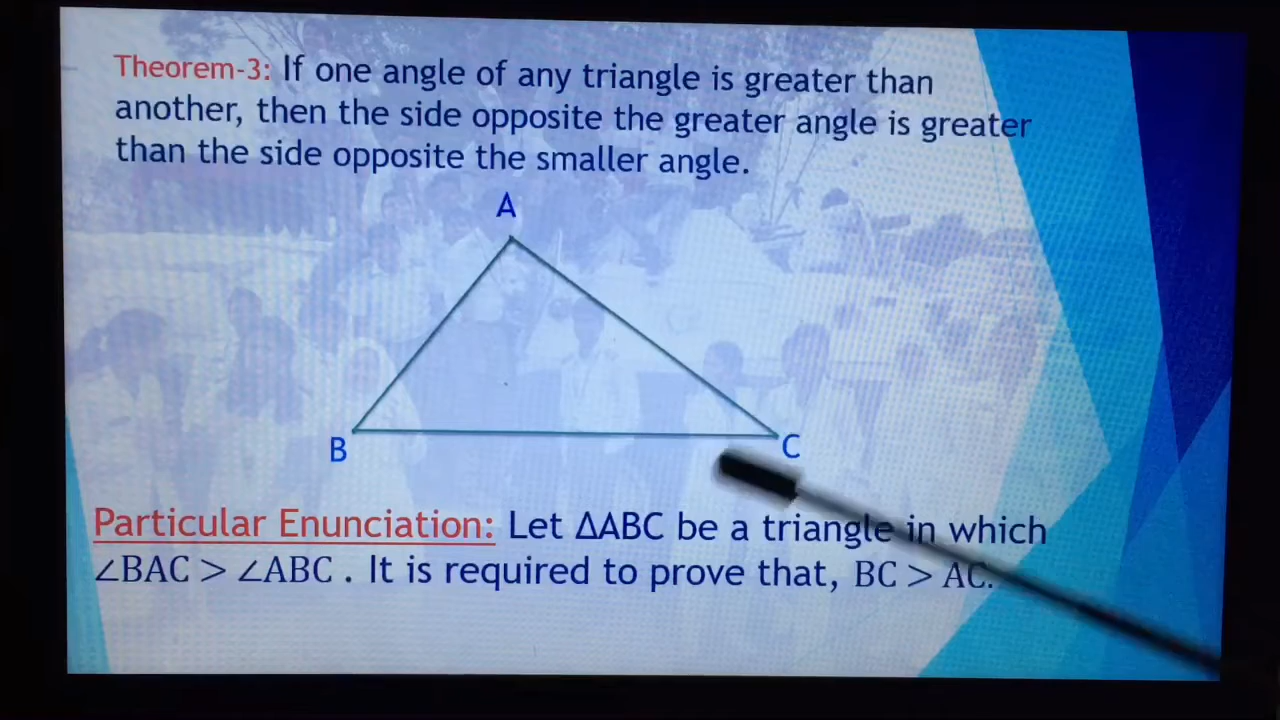 Theorem-3: If one angle of any triangle is greater than
another, then the side opposite the greater angle is greater
than the side opposite the smaller angle.
A
B
C
Particular Enunciation: Let ΔABC be a triangle in which
∠BAC > ∠ABC . It is required to prove that, BC > AC.